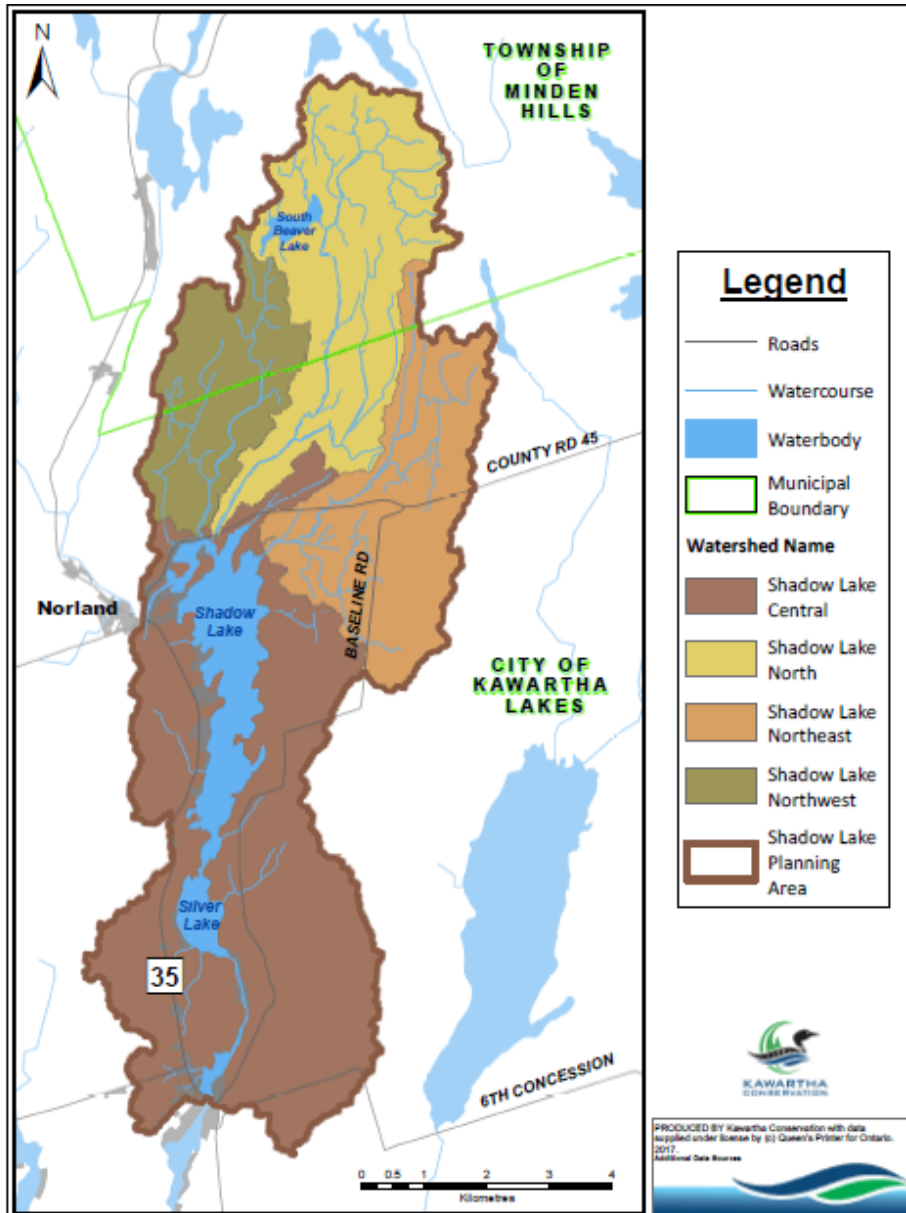 N
TOWNSHIP
OF
MINDEN
HILLS
South
Beaver
Lake
COUNTY RD 45
BASELINE RD
Norland
Shadow
Lake
CITY OF
KAWARTHA
LAKES
Silver
Lake
35
6TH CONCESSION
0 0.5 1 2 3 4
Kilometres
Legend
Roads
Watercourse
Waterbody
Municipal
Boundary
Watershed Name
Shadow Lake
Central
Shadow Lake
North
Shadow Lake
Northeast
Shadow Lake
Northwest
Shadow Lake
Planning
Area
KAWARTHA
CONSERVATION
PRODUCED BY Kawartha Conservation with data
supplied under license by (c) Queen's Printer for Ontario.
2017.
Additional Data Sources